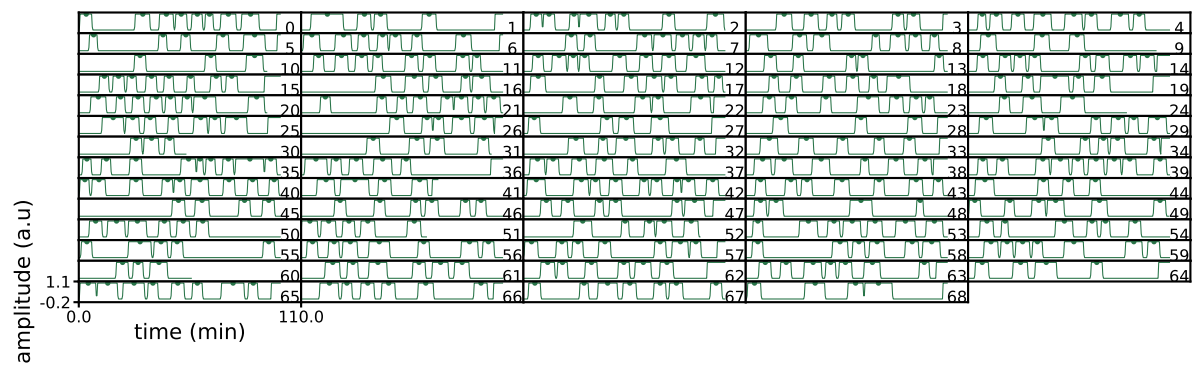 0 1 2 3 4
5 6 7 8 9
10 11 12 13 14
15 16 17 18 19
20 21 22 23 24
25 26 27 28 29
30 31 32 33 34
35 36 37 38 39
40 41 42 43 44
45 46 47 48 49
50 51 52 53 54
55 56 57 58 59
60 61 62 63 64
65 66 67 68
1.1
-0.2
0.0 110.0
time (min)
amplitude (a.u)